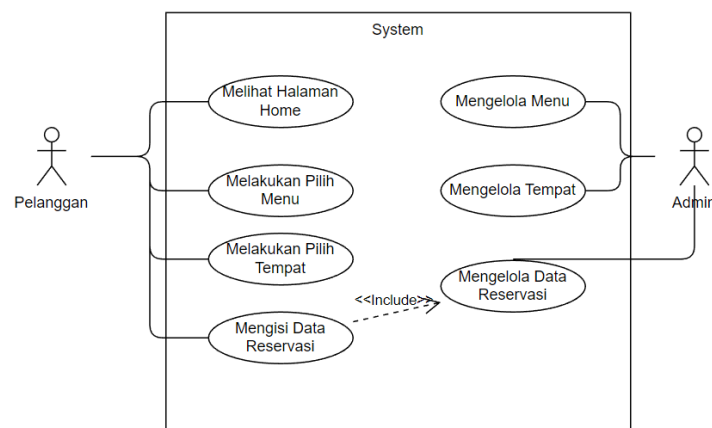 System
Melihat Halaman
Home
Mengelola Menu
Pelanggan
Melakukan Pilih
Menu
Mengelola Tempat
Admin
Melakukan Pilih
Tempat
Mengelola Data
Reservasi
<<Include>>
Mengisi Data
Reservasi